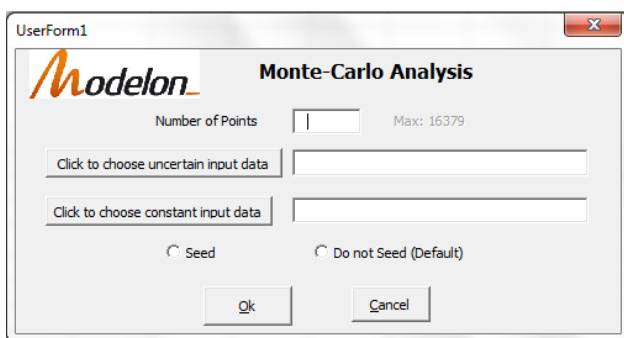 UserForm1
Modelon
Monte-Carlo Analysis
Number of Points Max: 16379
Click to choose uncertain input data
Click to choose constant input data
Seed Do not Seed (Default)
Ok Cancel